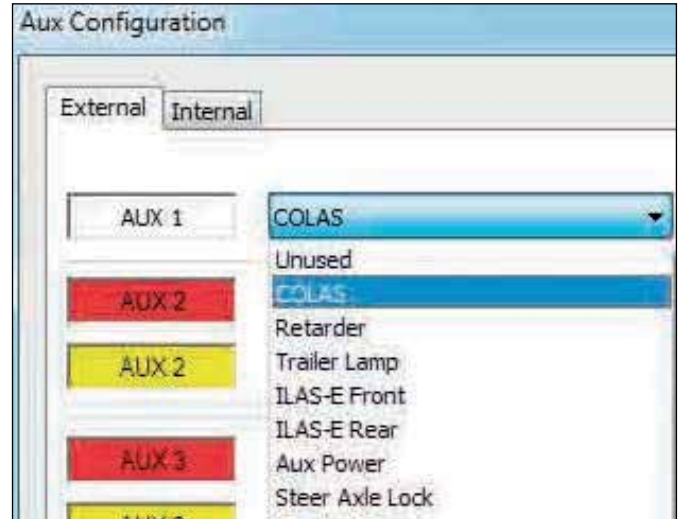 Aux Configuration
External Internal
AUX 1 COLAS
Unused
AUX 2 COLAS
Retarder
AUX 2 Trailer Lamp
ILAS-E Front
ILAS-E Rear
AUX 3 Aux Power
Steer Axle Lock